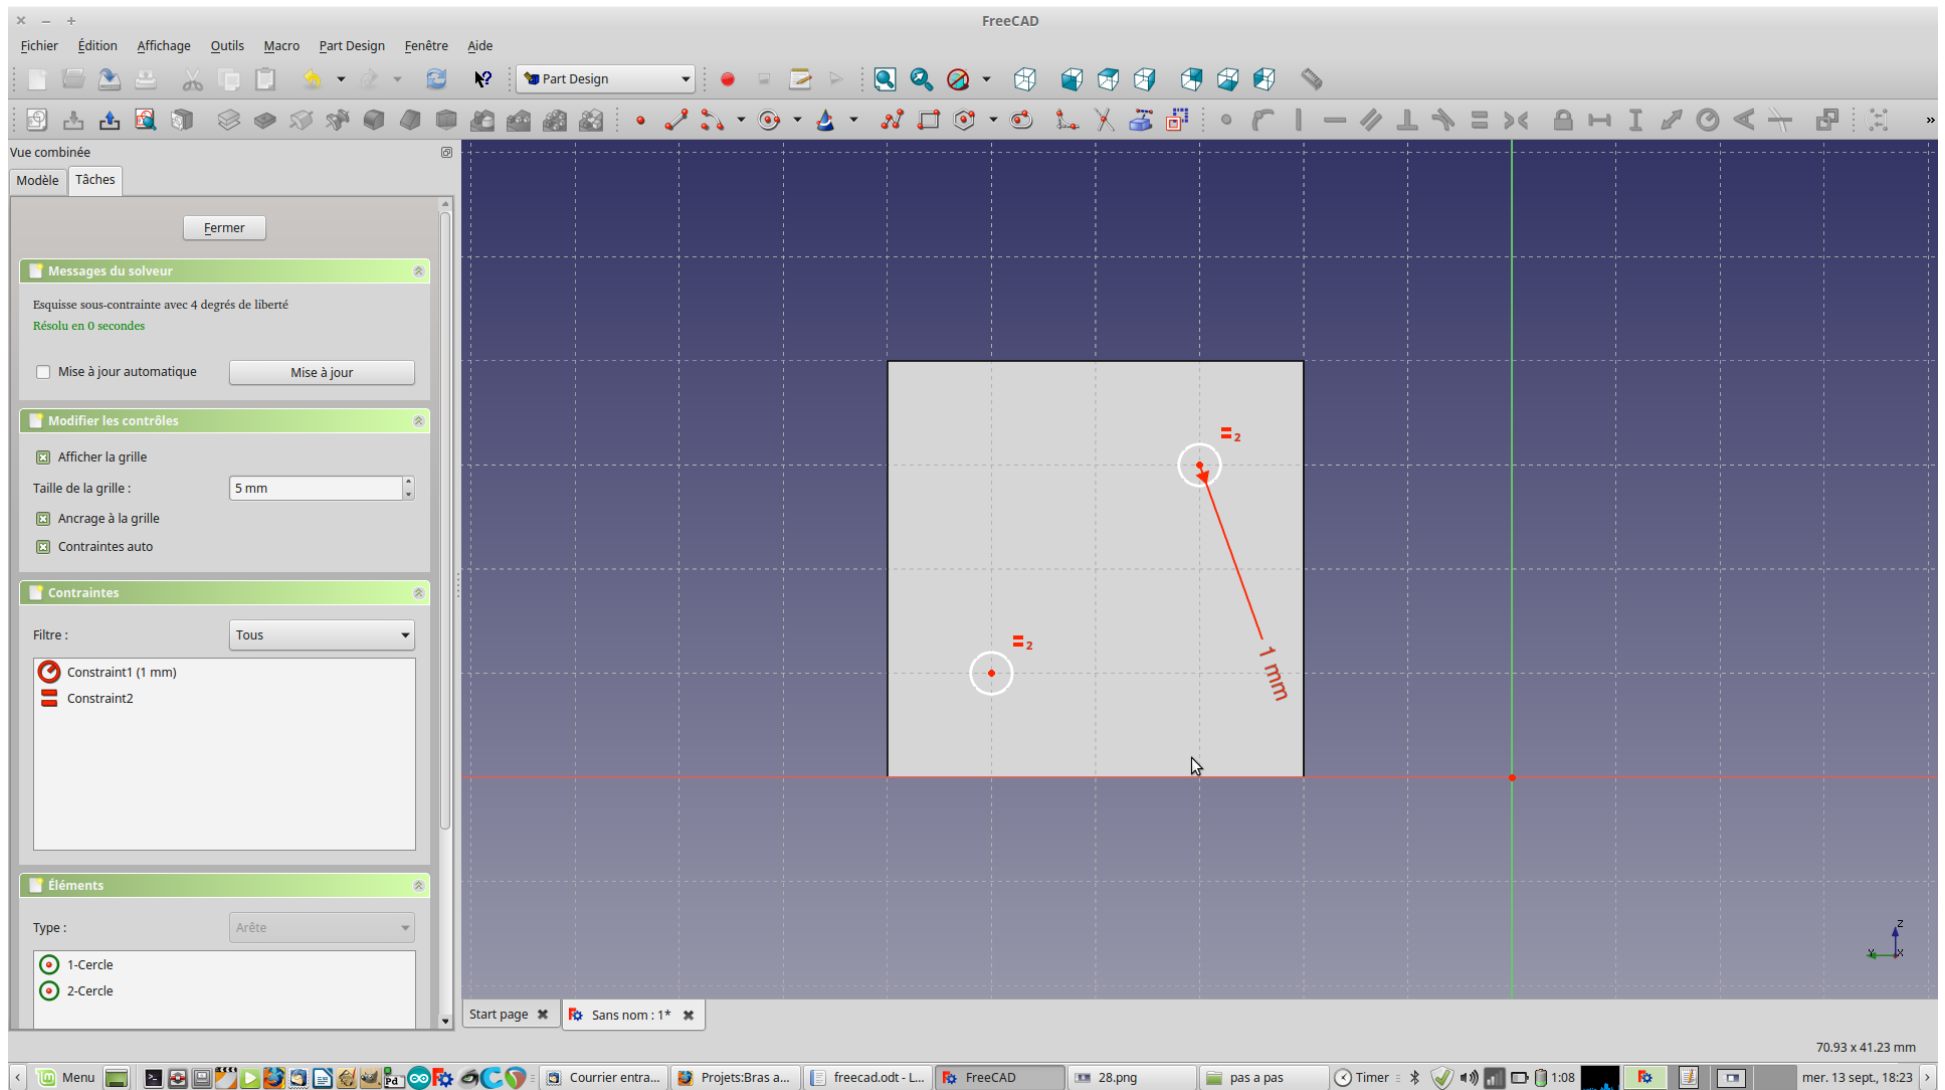 FreeCAD
Fichier Édition Affichage Outils Macro Part Design Fenêtre Aide
Part Design
Vue combinée
Modèle Tâches
Fermer
Messages du solveur
Esquisse sous-contrainte avec 4 degrés de liberté
Résolu en 0 secondes
Mise à jour automatique Mise à jour
Modifier les contrôles
Afficher la grille
Taille de la grille : 5 mm
Ancrage à la grille
Contraintes auto
Contraintes
Filtre : Tous
Constraint1 (1 mm)
Constraint2
Éléments
Type : Arête
1-Cercle
2-Cercle
2
2
1 mm
Z
Y X
Start page Sans nom : 1*
70.93 x 41.23 mm
Menu Pd Courrier entra... Projets:Bras a... freecad.odt - L... FreeCAD 28.png pas a pas Timer 1:08 mer. 13 sept., 18:23